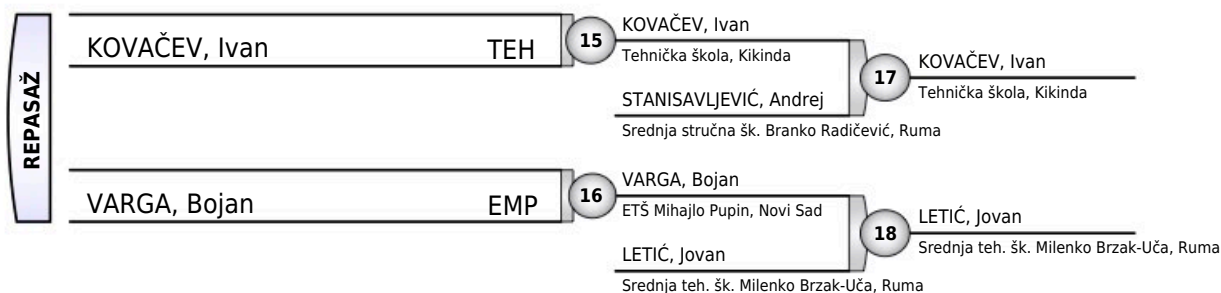 REPASAŽ
KOVAČEV, Ivan TEH
15
KOVAČEV, Ivan
Tehnička škola, Kikinda
STANISAVLJEVIĆ, Andrej
Srednja stručna šk. Branko Radičević, Ruma
17
KOVAČEV, Ivan
Tehnička škola, Kikinda
VARGA, Bojan EMP
16
VARGA, Bojan
ETŠ Mihajlo Pupin, Novi Sad
LETIĆ, Jovan
Srednja teh. šk. Milenko Brzak-Uča, Ruma
18
LETIĆ, Jovan
Srednja teh. šk. Milenko Brzak-Uča, Ruma